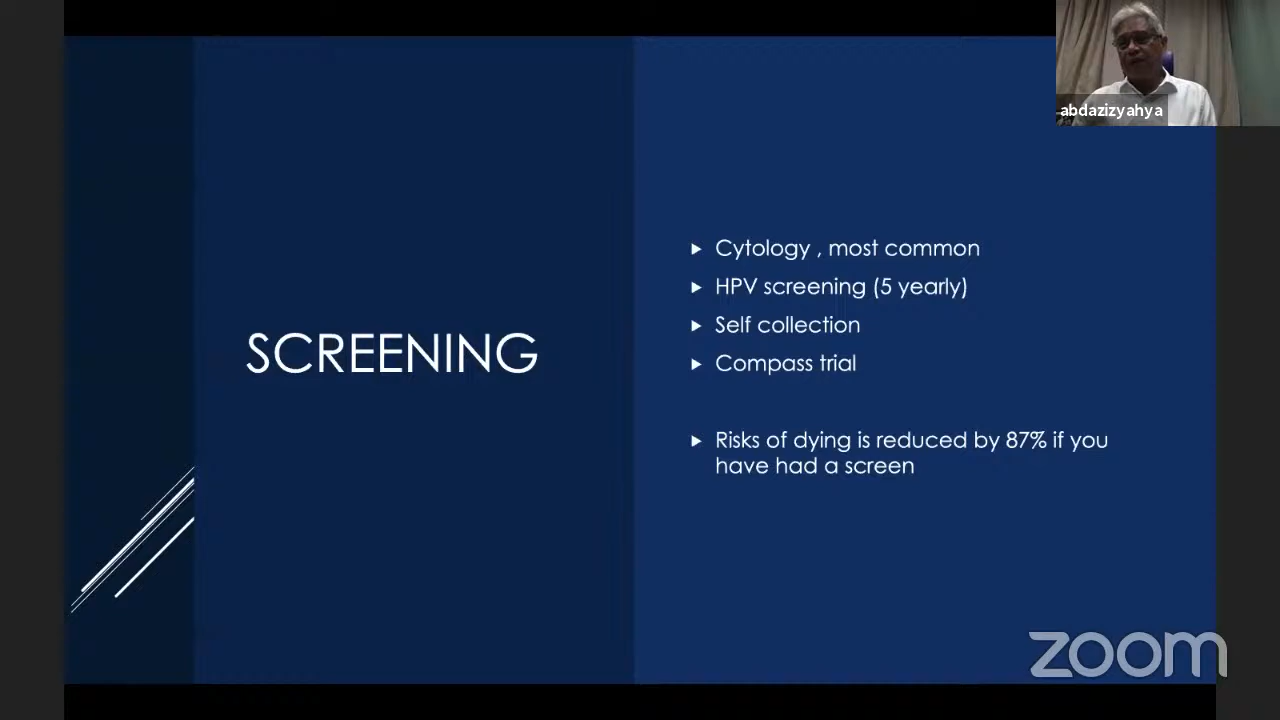 abdazizyahya
SCREENING
Cytology , most common
HPV screening (5 yearly)
Self collection
Compass trial
Risks of dying is reduced by 87% if you
have had a screen
zoom